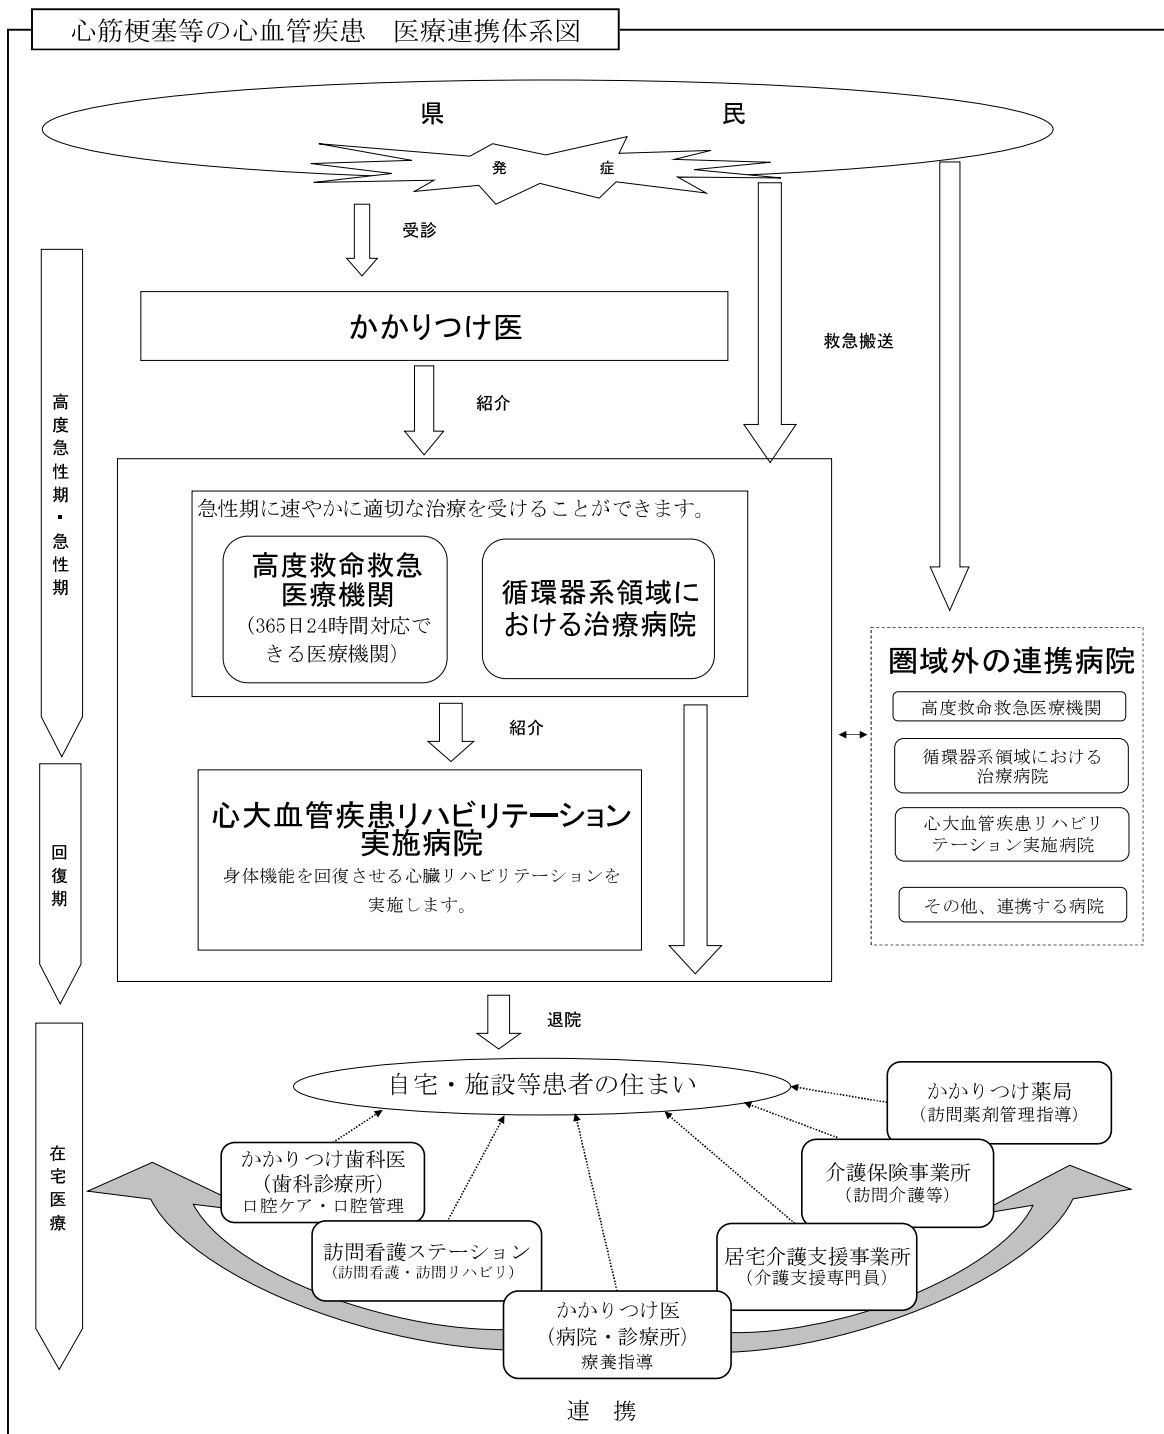 心筋梗塞等の心血管疾患　医療連携体系図
県　民
発　症
受診
かかりつけ医
救急搬送
紹介
高度急性期・急性期
急性期に速やかに適切な治療を受けることができます。
高度救命救急
医療機関
（365日24時間対応で
きる医療機関）
循環器系領域に
おける治療病院
圏域外の連携病院
高度救命救急医療機関
循環器系領域における
治療病院
心大血管疾患リハビリ
テーション実施病院
その他、連携する病院
紹介
回復期
心大血管疾患リハビリテーション
実施病院
身体機能を回復させる心臓リハビリテーションを
実施します。
退院
在宅医療
自宅・施設等患者の住まい
かかりつけ薬局
（訪問薬剤管理指導）
かかりつけ歯科医
（歯科診療所）
口腔ケア・口腔管理
介護保険事業所
（訪問介護等）
訪問看護ステーション
（訪問看護・訪問リハビリ）
居宅介護支援事業所
（介護支援専門員）
かかりつけ医
（病院・診療所）
療養指導
連　携